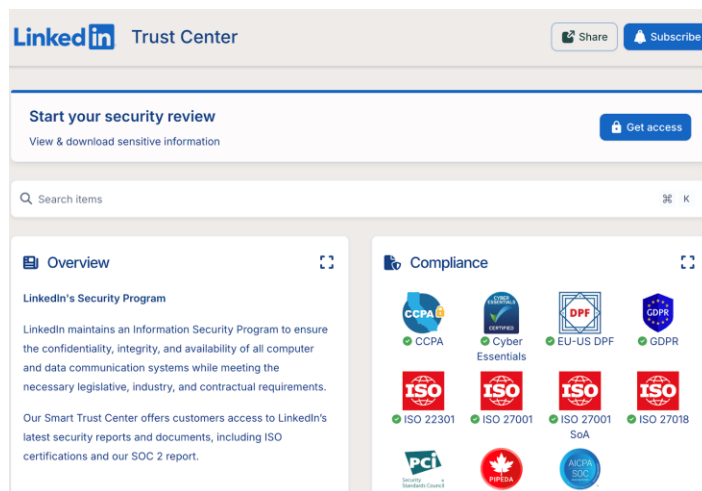 Linked in Trust Center
Share
Subscribe
Start your security review
View & download sensitive information
Get access
Search items
⌘ K
Overview
LinkedIn's Security Program
LinkedIn maintains an Information Security Program to ensure
the confidentiality, integrity, and availability of all computer
and data communication systems while meeting the
necessary legislative, industry, and contractual requirements.
Our Smart Trust Center offers customers access to LinkedIn's
latest security reports and documents, including ISO
certifications and our SOC 2 report.
Compliance
CCPA
CYBER
ESSENTIALS
CERTIFIED
DPF
GDPR
CCPA
Cyber
Essentials
EU-US DPF
GDPR
ISO
ISO
ISO
ISO
ISO 22301
ISO 27001
ISO 27001
SoA
ISO 27018
PCI
Security
Standards Council
PIPEDA
AICPA
SOC